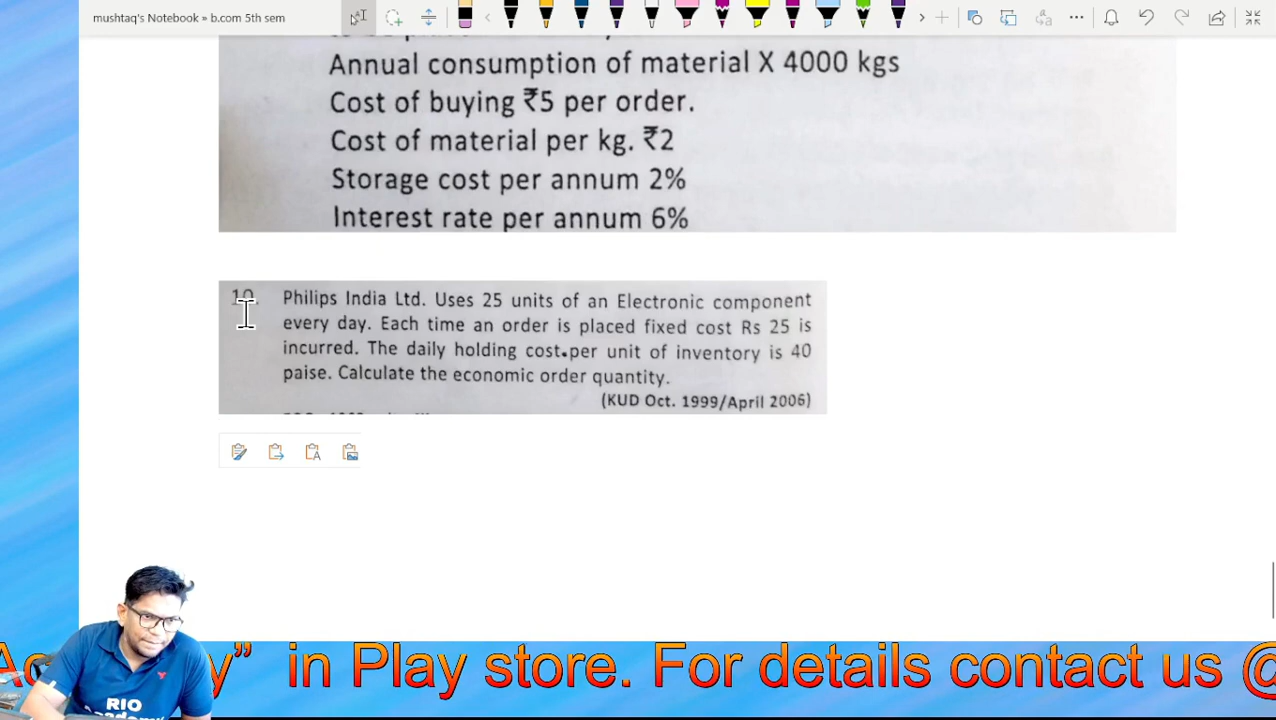 mushtaq's Notebook » b.com 5th sem
Annual consumption of material X 4000 kgs
Cost of buying ₹5 per order.
Cost of material per kg. ₹2
Storage cost per annum 2%
Interest rate per annum 6%
10. Philips India Ltd. Uses 25 units of an Electronic component
every day. Each time an order is placed fixed cost Rs 25 is
incurred. The daily holding cost.per unit of inventory is 40
paise. Calculate the economic order quantity.
(KUD Oct. 1999/April 2006)
RIO
y” in Play store. For details contact us @